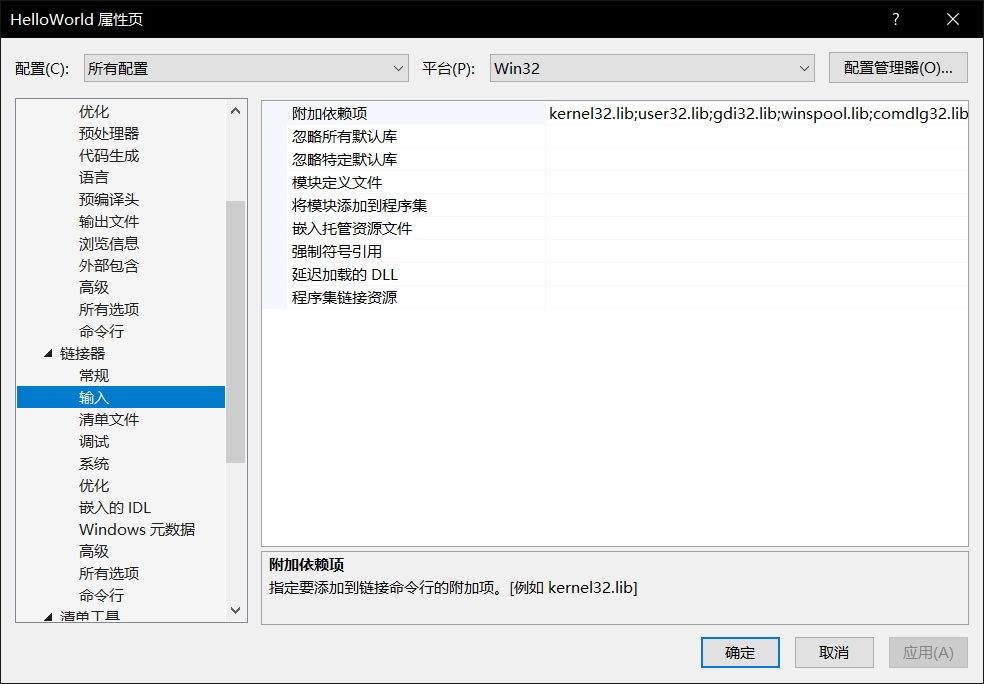 HelloWorld 属性页
?
配置(C): 所有配置 平台(P): Win32 配置管理器(O)...
优化
预处理器
代码生成
语言
预编译头
输出文件
浏览信息
外部包含
高级
所有选项
命令行
链接器
常规
输入
清单文件
调试
系统
优化
嵌入的 IDL
Windows 元数据
高级
所有选项
命令行
清单工具
附加依赖项 kernel32.lib;user32.lib;gdi32.lib;winspool.lib;comdlg32.lib
忽略所有默认库
忽略特定默认库
模块定义文件
将模块添加到程序集
嵌入托管资源文件
强制符号引用
延迟加载的 DLL
程序集链接资源
附加依赖项
指定要添加到链接命令行的附加项。[例如 kernel32.lib]
确定 取消 应用(A)